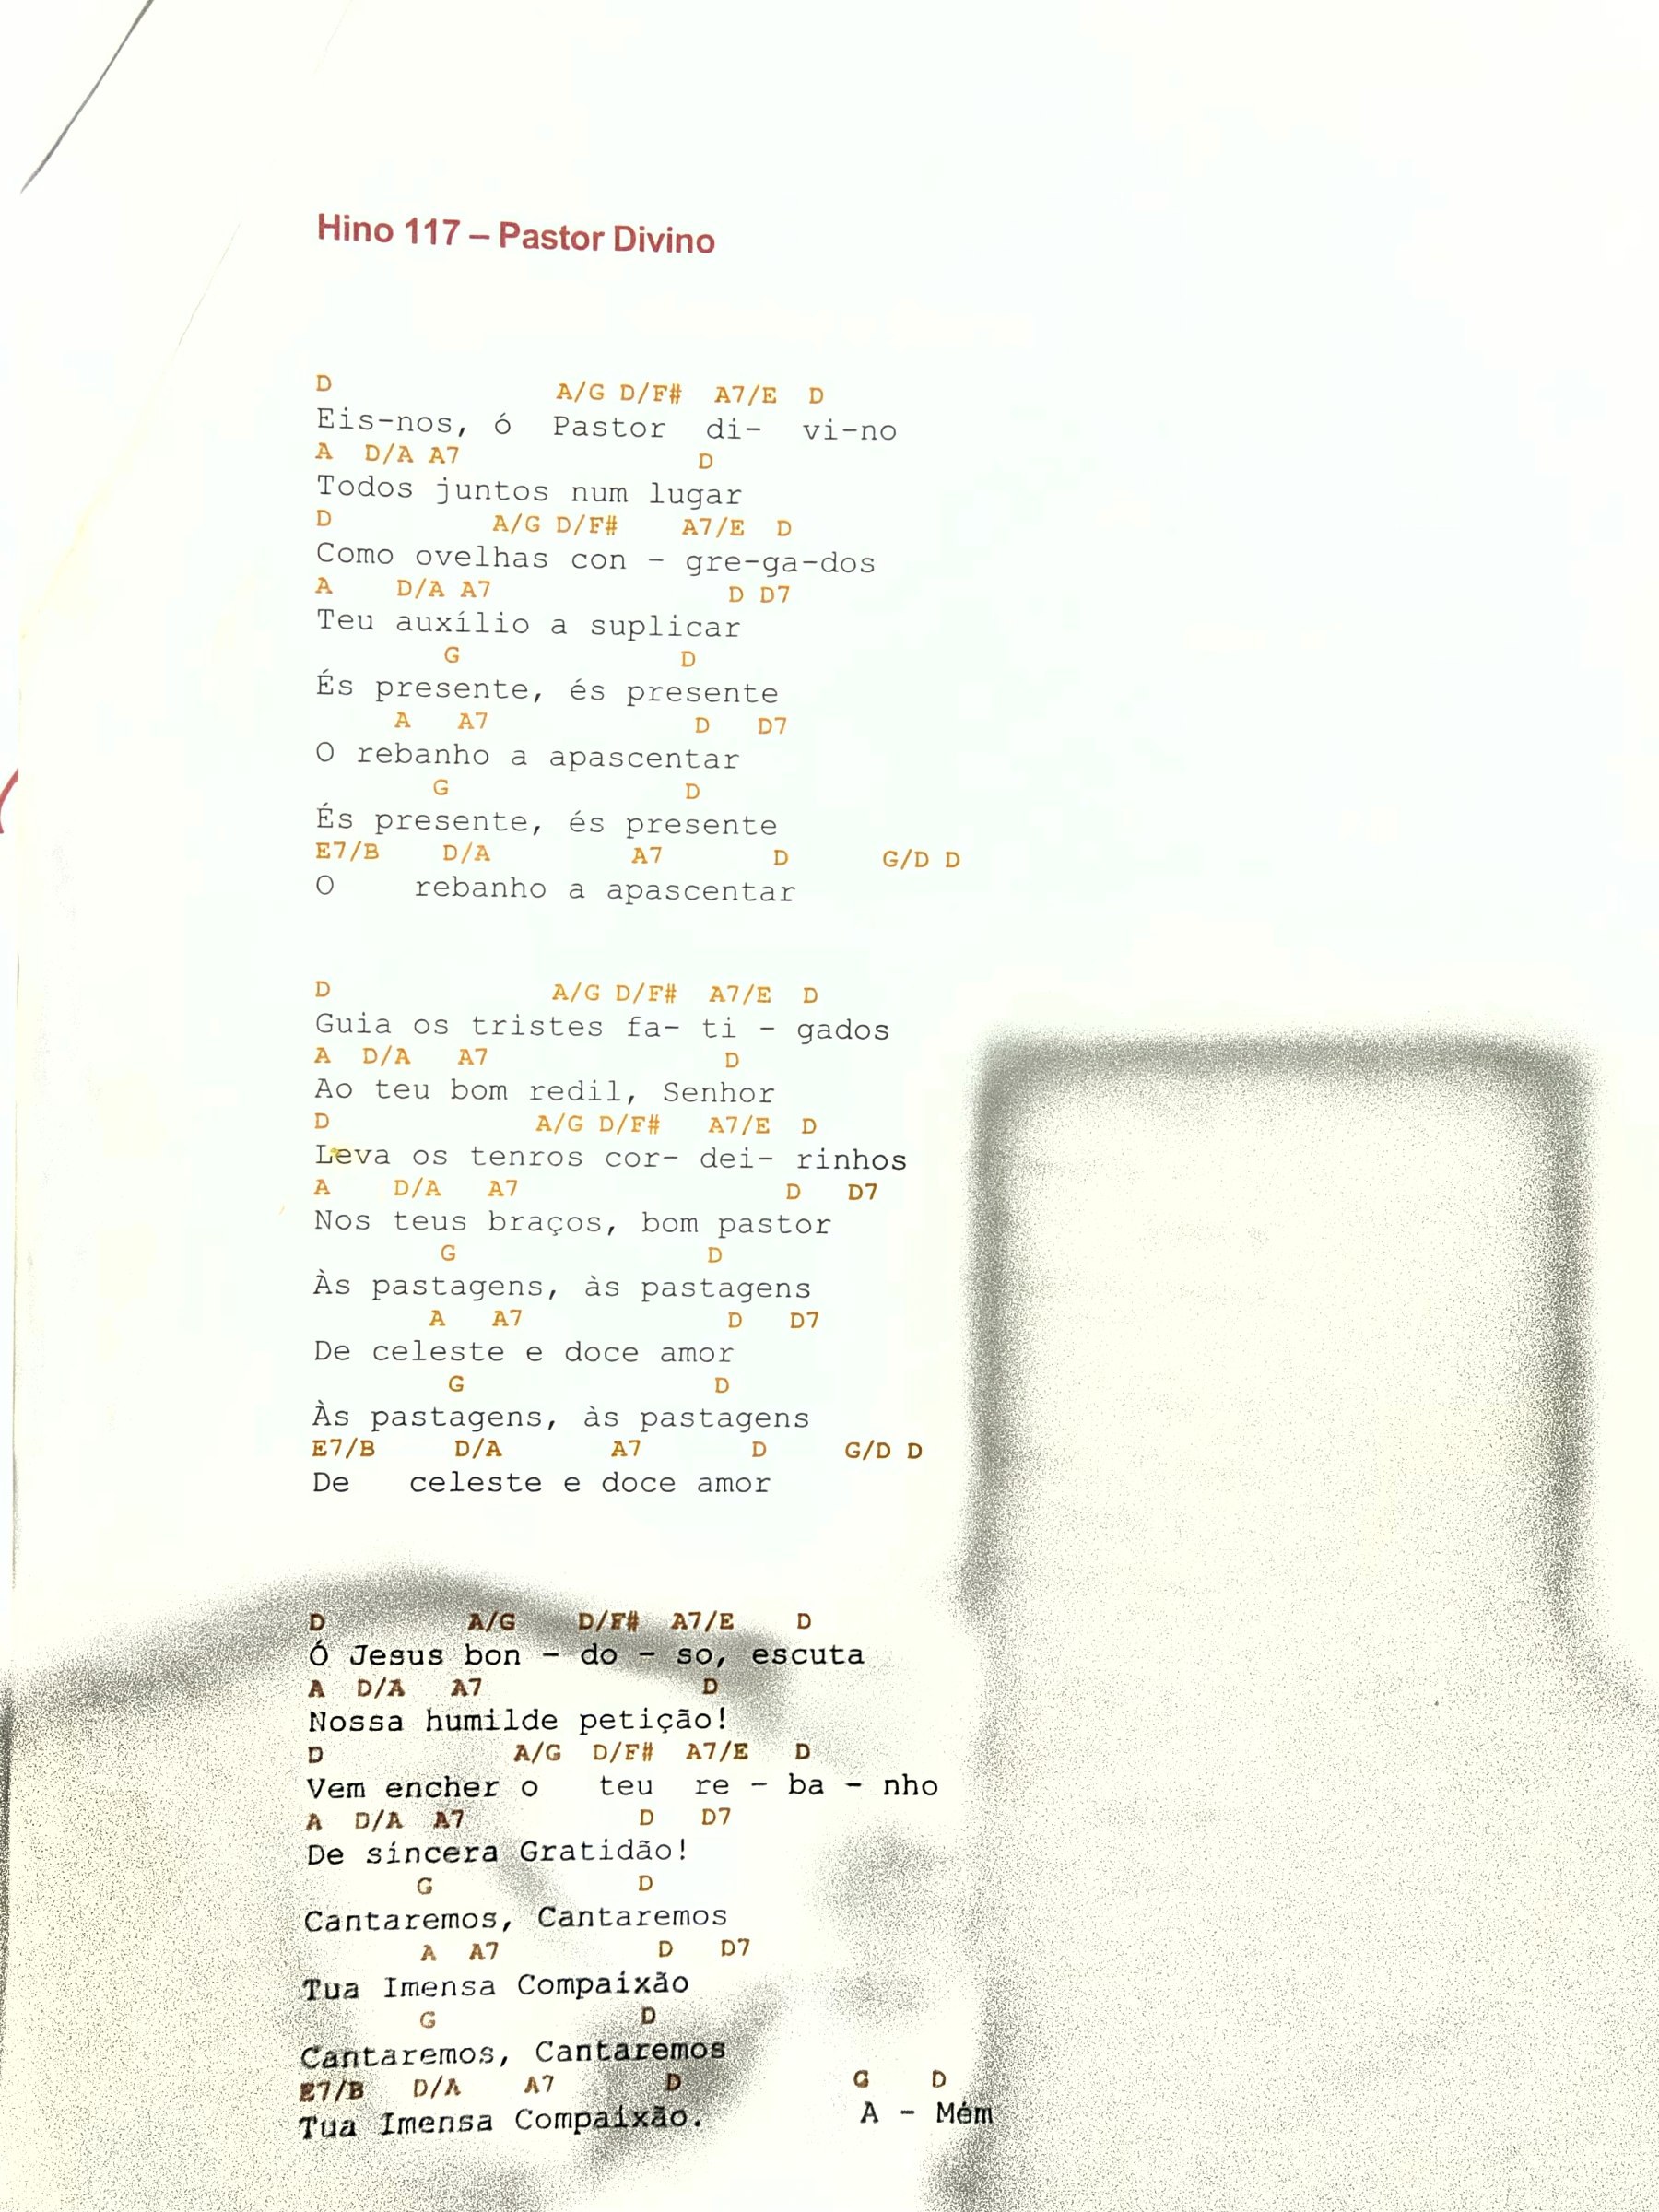 Hino 117 – Pastor Divino
D A/G D/F# A7/E D
Eis-nos, ó Pastor di- vi-no
A D/A A7 D
Todos juntos num lugar
D A/G D/F# A7/E D
Como ovelhas con - gre-ga-dos
A D/A A7 D D7
Teu auxílio a suplicar
G D
És presente, és presente
A A7 D D7
O rebanho a apascentar
G D
És presente, és presente
E7/B D/A A7 D G/D D
O rebanho a apascentar
D A/G D/F# A7/E D
Guia os tristes fa- ti - gados
A D/A A7 D
Ao teu bom redil, Senhor
D A/G D/F# A7/E D
Leva os tenros cor- dei- rinhos
A D/A A7 D D7
Nos teus braços, bom pastor
G D
Às pastagens, às pastagens
A A7 D D7
De celeste e doce amor
G D
Às pastagens, às pastagens
E7/B D/A A7 D G/D D
De celeste e doce amor
D A/G D/F# A7/E D
Ó Jesus bon - do - so, escuta
A D/A A7 D
Nossa humilde petição!
D A/G D/F# A7/E D
Vem encher o teu re - ba - nho
A D/A A7 D D7
De sincera Gratidão!
G D
Cantaremos, Cantaremos
A A7 D D7
Tua Imensa Compaixão
G D
Cantaremos, Cantaremos
E7/B D/A A7 D G D
Tua Imensa Compaixão. A - Mém